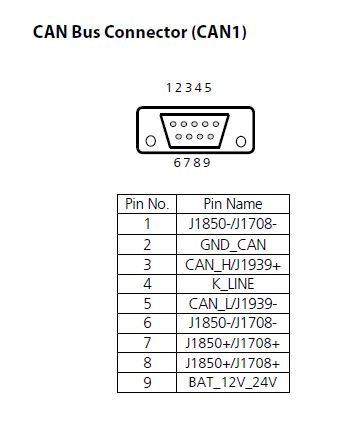 CAN Bus Connector (CAN1)
1 2 3 4 5
6 7 8 9
Pin No. Pin Name
1 J1850-/J1708-
2 GND_CAN
3 CAN_H/J1939+
4 K_LINE
5 CAN_L/J1939-
6 J1850-/J1708-
7 J1850+/J1708+
8 J1850+/J1708+
9 BAT_12V_24V